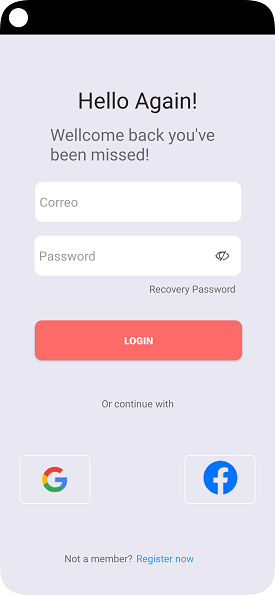 Hello Again!
Wellcome back you've
been missed!
Correo
Password
Recovery Password
LOGIN
Or continue with
Not a member? Register now